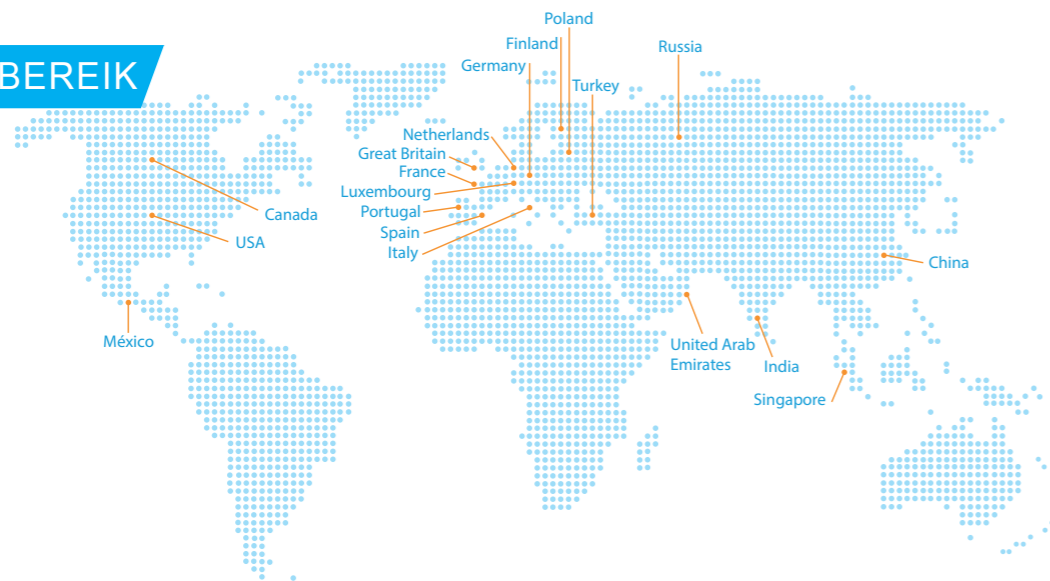 BEREIK
Poland
Finland
Russia
Germany
Turkey
Netherlands
Great Britain
France
Luxembourg
Portugal
Spain
Italy
Canada
USA
China
México
United Arab
Emirates
India
Singapore